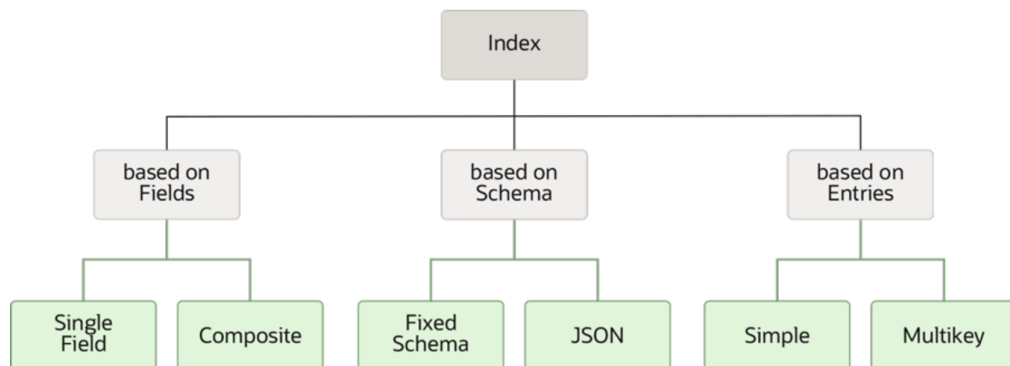 Index
based on
Fields
based on
Schema
based on
Entries
Single
Field
Composite
Fixed
Schema
JSON
Simple
Multikey